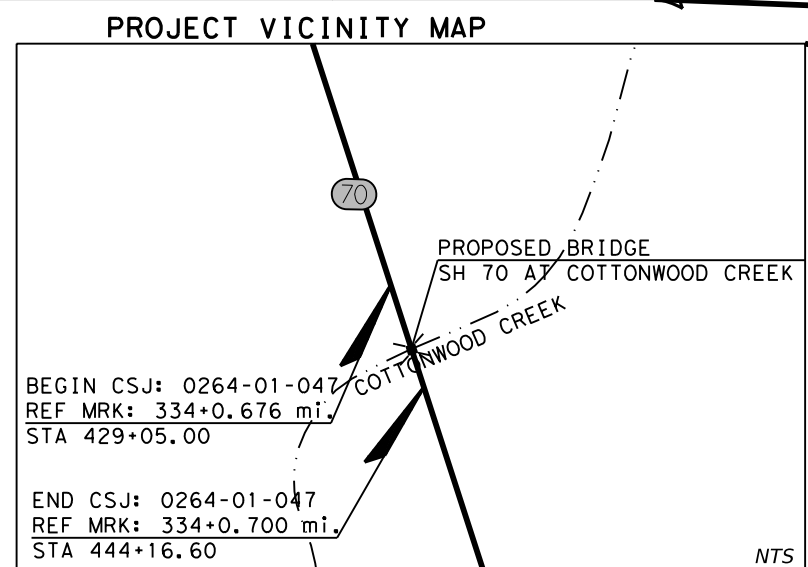 PROJECT VICINITY MAP
70
PROPOSED BRIDGE
SH 70 AT COTTONWOOD CREEK
COTTONWOOD CREEK
BEGIN CSJ: 0264-01-047
REF MRK: 334+0.676 mi.
STA 429+05.00
END CSJ: 0264-01-047
REF MRK: 334+0.700 mi.
STA 444+16.60
NTS